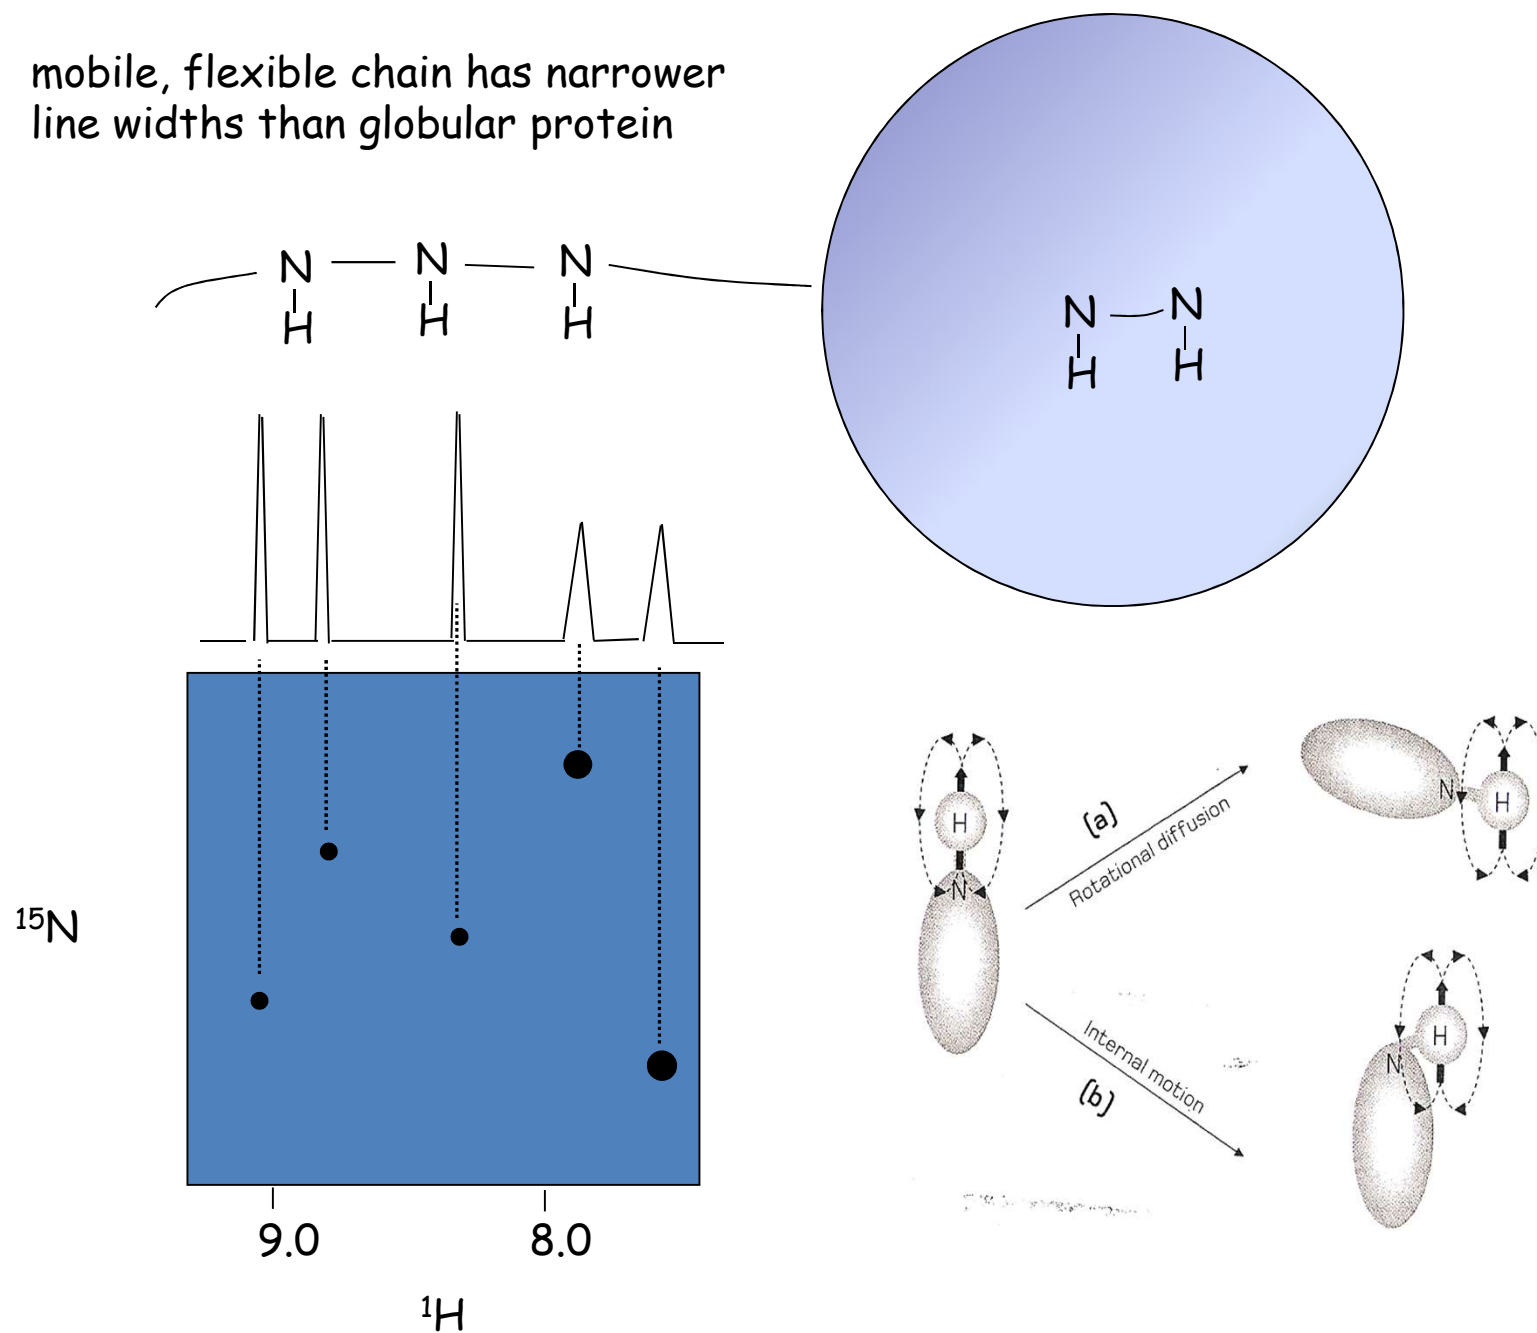 mobile, flexible chain has narrower
line widths than globular protein
N N N
H H H
N N
H H
¹⁵N
9.0 8.0
¹H
H
N
(a)
Rotational diffusion
N H
Internal motion
(b)
H
N